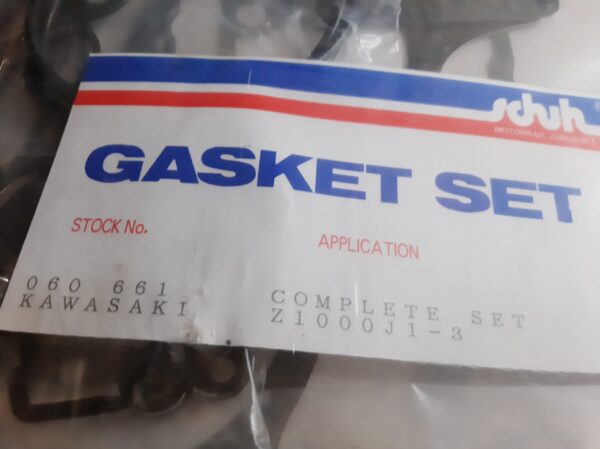 schuh
GASKET SET
STOCK No.
APPLICATION
060 661
COMPLETE SET
KAWASAKI
Z1000J1-3